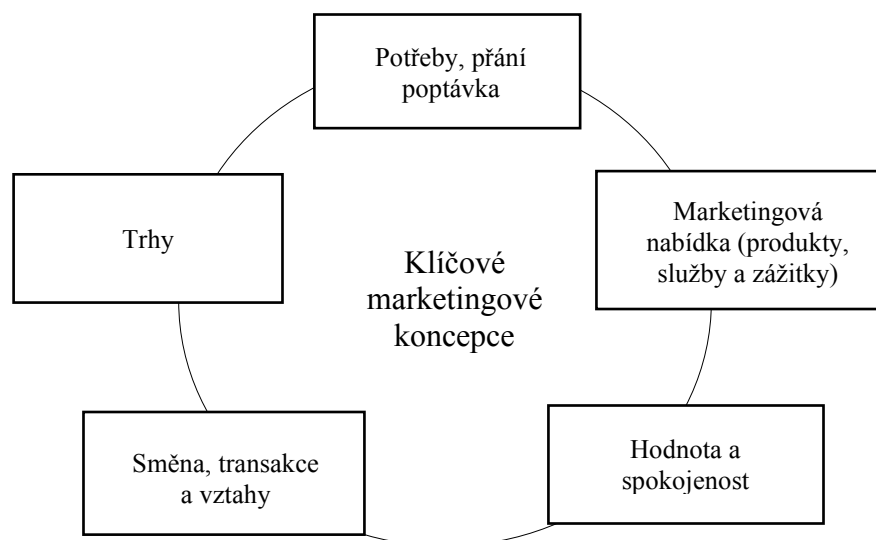 Potřeby, přání
poptávka
Marketingová
nabídka (produkty,
služby a zážitky)
Trhy
Klíčové
marketingové
koncepce
Hodnota a
spokojenost
Směna, transakce
a vztahy